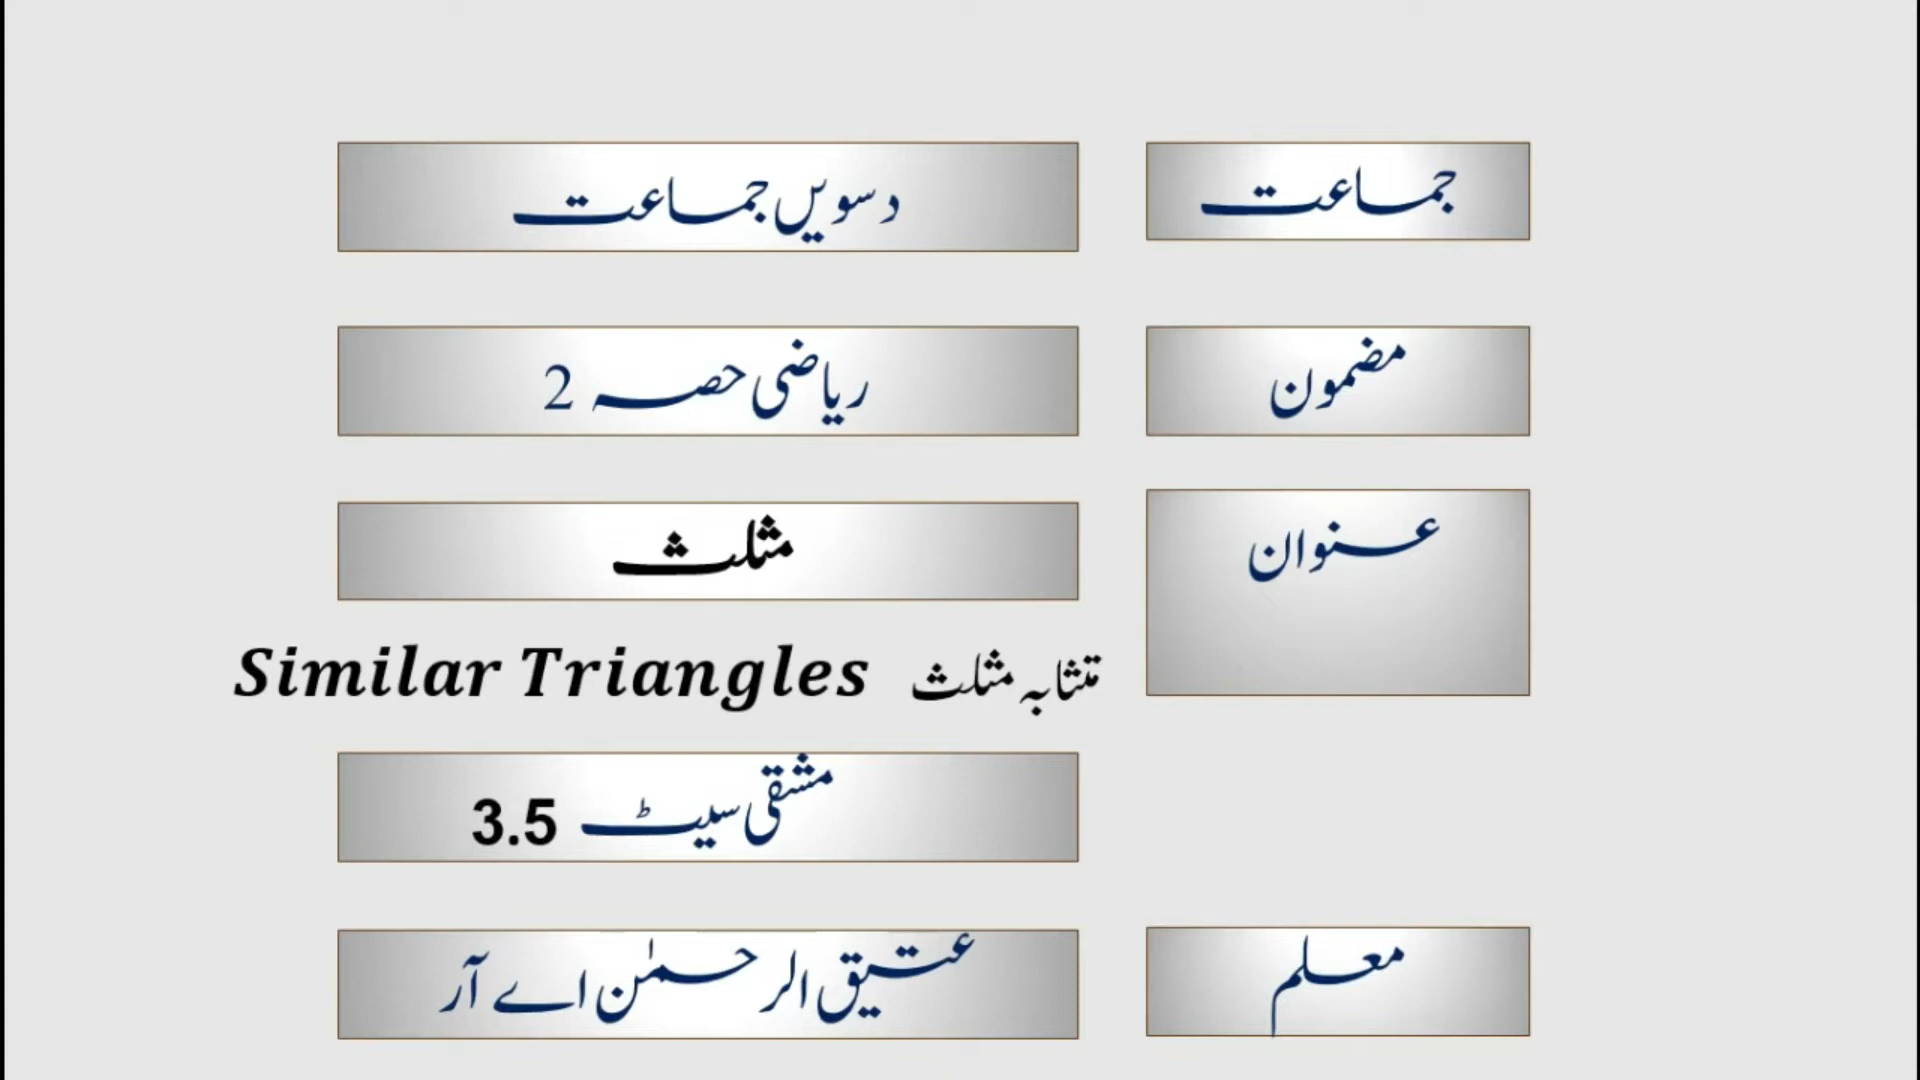 جماعت دسویں جماعت
مضمون ریاضی حصہ 2
عنوان مثلث
متشابہ مثلث Similar Triangles
مشقی سیٹ 3.5
معلم عتیق الرحمٰن اے آر